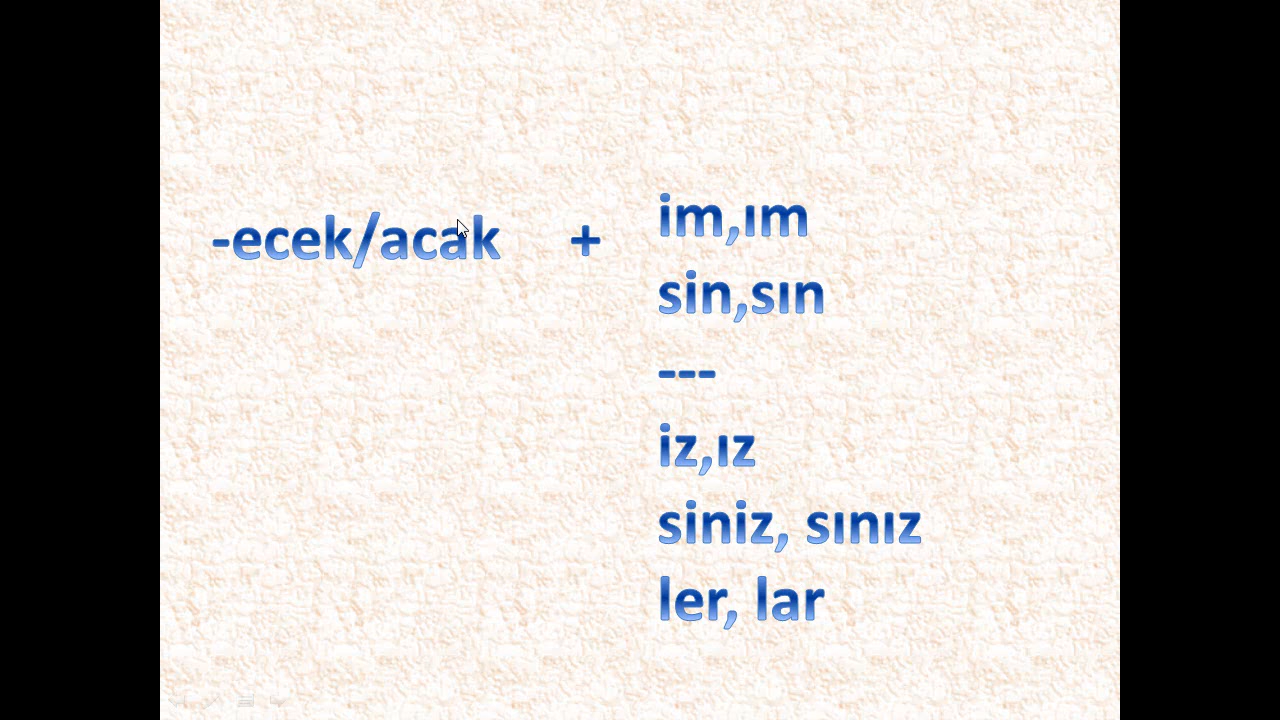 -ecek/acak + im,ım
sin,sın
---
iz,ız
siniz, sınız
ler, lar